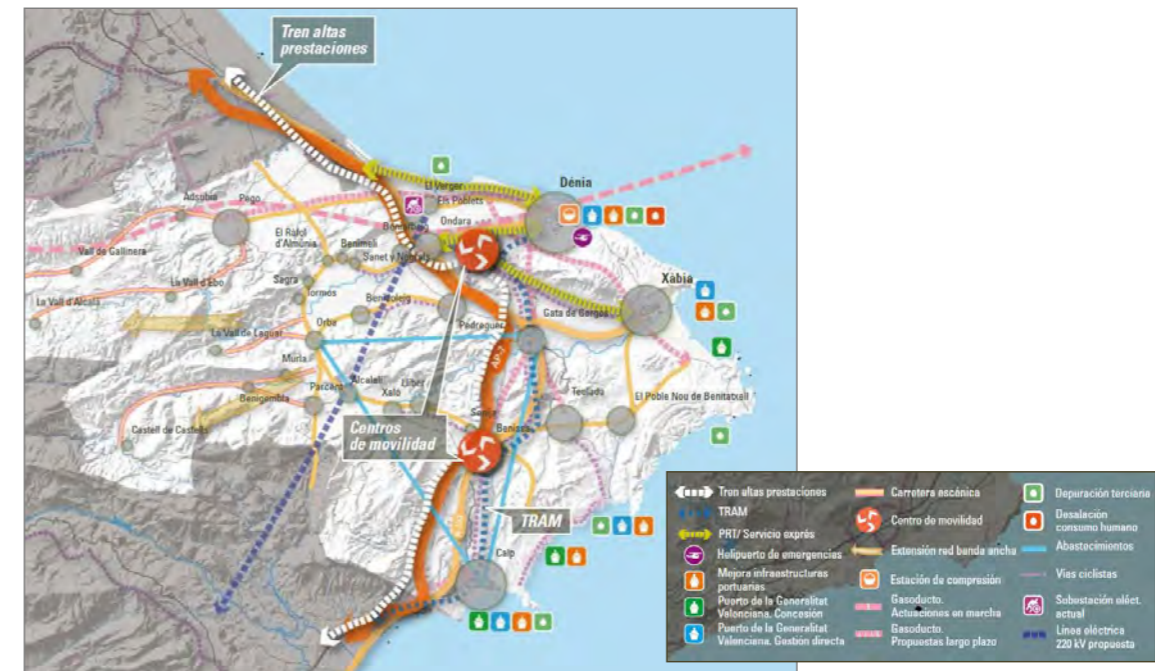 Tren altas
prestaciones
Dénia
El Verger
Els Poblets
Adsubia
Pego
Ondara
El Ràfol
d'Almúnia
Benimeli
Sanet y Negrals
Vall de Gallinera
Xàbia
La Vall d'Ebo
Sagra
Tormos
La Vall d'Alcalà
Benidoleig
Gata de Gorgos
Orba
Pedreguer
La Vall de Laguar
AP-7
Murla
Parcent
Alcalalí
Xaló
Llíber
Teulada
El Poble Nou de Benitatxell
Benigembla
Senija
Castell de Castells
Centros
de movilidad
Benissa
TRAM
Calp
Tren altas prestaciones
TRAM
PRT/ Servicio exprés
Helipuerto de emergencias
Mejora infraestructuras
portuarias
Puerto de la Generalitat
Valenciana. Concesión
Puerto de la Generalitat
Valenciana. Gestión directa
Carretera escénica
Centro de movilidad
Extensión red banda ancha
Estación de compresión
Gasoducto.
Actuaciones en marcha
Gasoducto.
Propuestas largo plazo
Depuración terciario
Desalación
consumo humano
Abastecimientos
Vías ciclistas
Subestación eléct.
actual
Línea eléctrica
220 kV propuesta